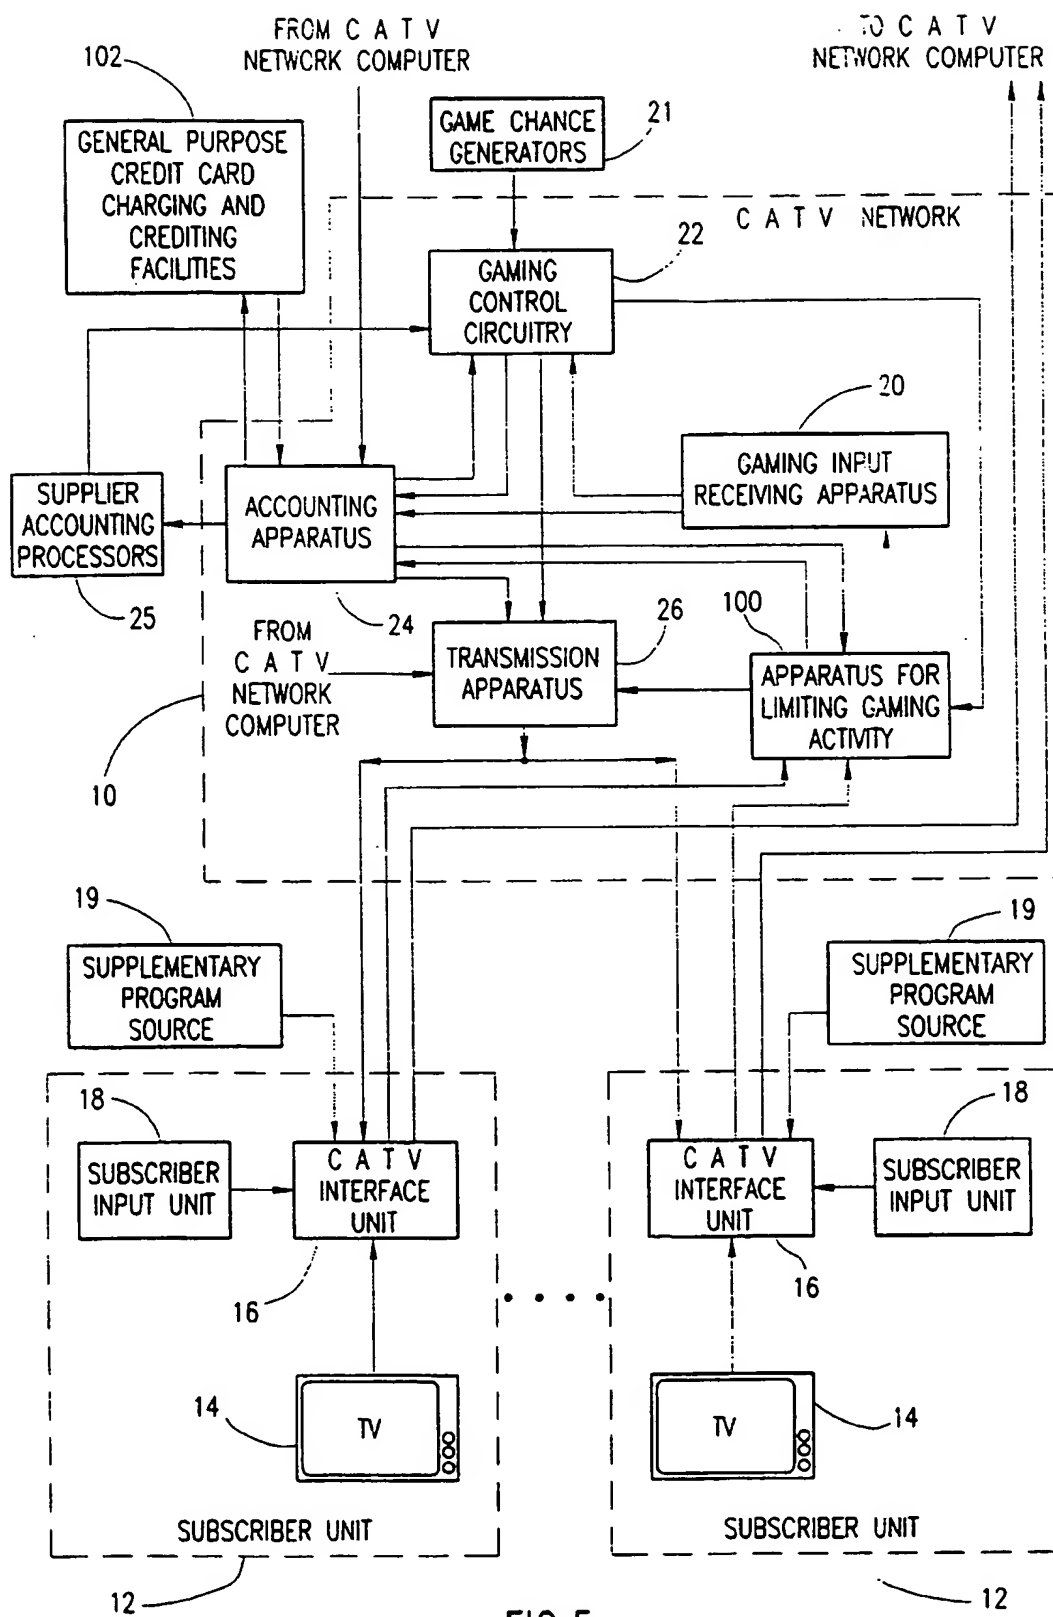 FROM C A T V
NETWORK COMPUTER
TO C A T V
NETWORK COMPUTER
102
GENERAL PURPOSE
CREDIT CARD
CHARGING AND
CREDITING
FACILITIES
GAME CHANCE
GENERATORS
21
C A T V NETWORK
22
GAMING
CONTROL
CIRCUITRY
20
GAMING INPUT
RECEIVING APPARATUS
SUPPLIER
ACCOUNTING
PROCESSORS
25
ACCOUNTING
APPARATUS
24
FROM
C A T V
NETWORK
COMPUTER
26
TRANSMISSION
APPARATUS
100
APPARATUS FOR
LIMITING GAMING
ACTIVITY
10
19
SUPPLEMENTARY
PROGRAM
SOURCE
19
SUPPLEMENTARY
PROGRAM
SOURCE
18
SUBSCRIBER
INPUT UNIT
C A T V
INTERFACE
UNIT
16
C A T V
INTERFACE
UNIT
16
18
SUBSCRIBER
INPUT UNIT
14
TV
TV
14
SUBSCRIBER UNIT
SUBSCRIBER UNIT
12
12